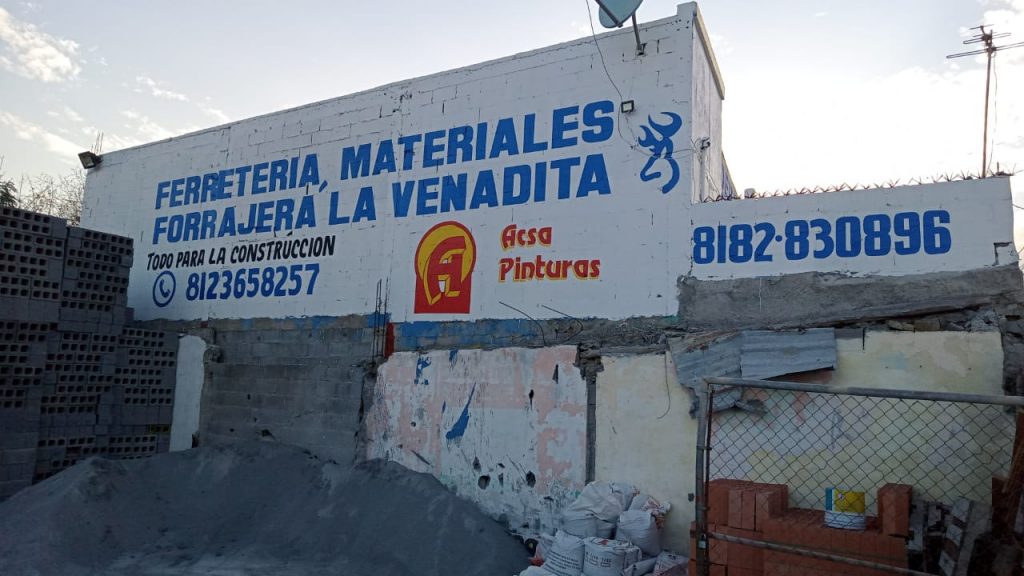 FERRETERIA, MATERIALES
FORRAJERA LA VENADITA
TODO PARA LA CONSTRUCCION
8123658257
Acsa
Pinturas
8182-830896